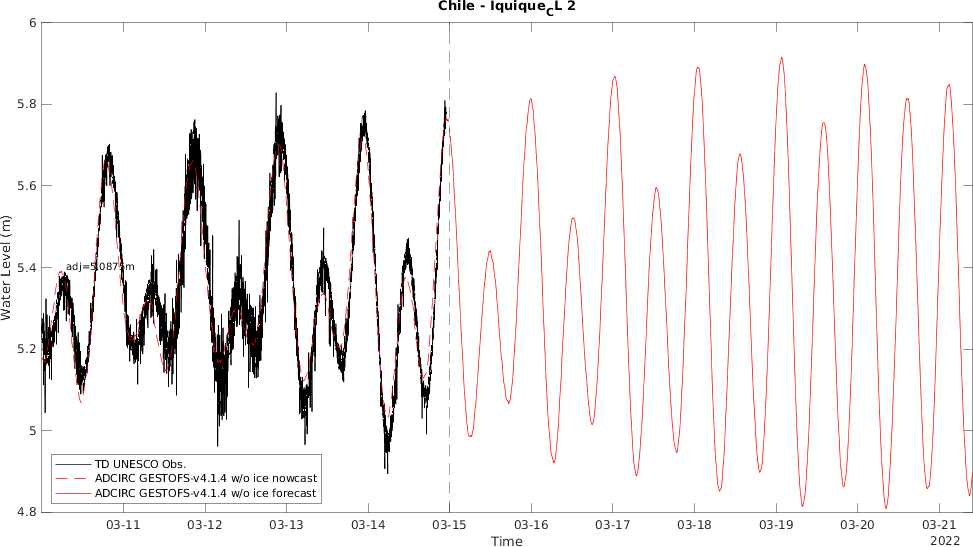 Chile - Iquique_CL 2
6
5.8
5.6
5.4
5.2
5
4.8
Water Level (m)
adj=5.0875m
TD UNESCO Obs.
ADCIRC GESTOFS-v4.1.4 w/o ice nowcast
ADCIRC GESTOFS-v4.1.4 w/o ice forecast
03-11 03-12 03-13 03-14 03-15 03-16 03-17 03-18 03-19 03-20 03-21
Time
2022